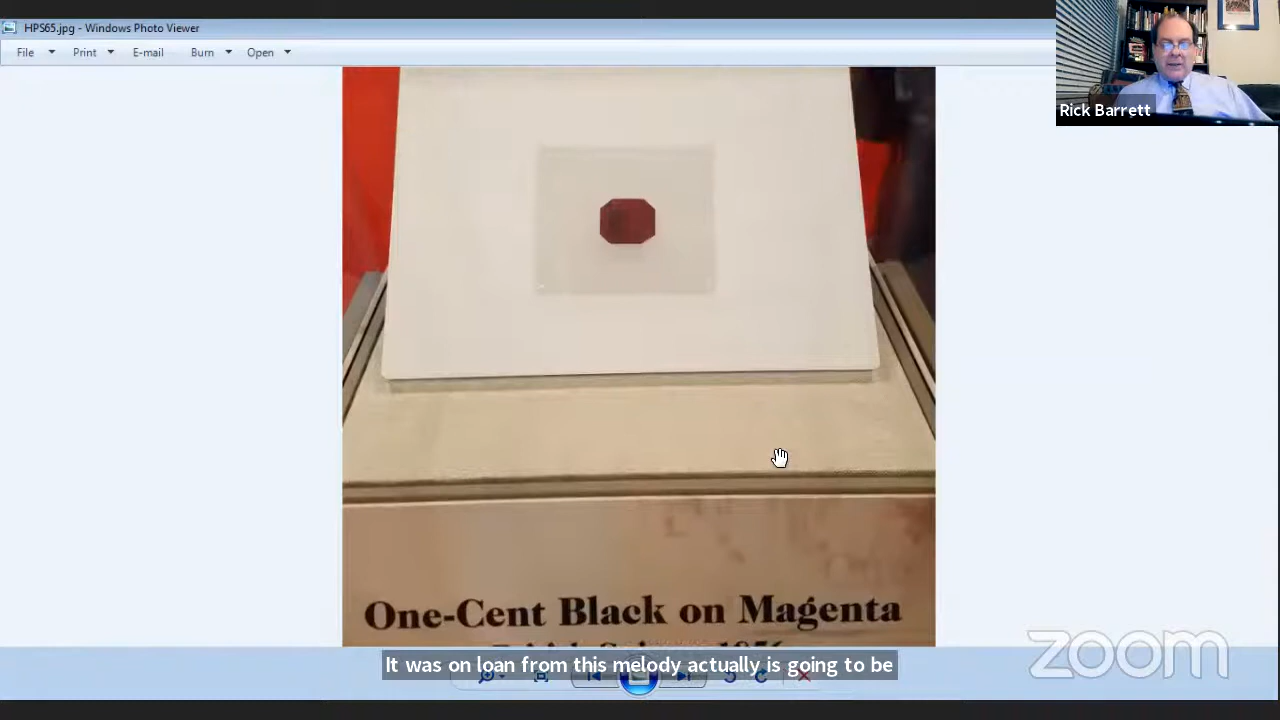 HPS65.jpg - Windows Photo Viewer
File Print E-mail Burn Open
Rick Barrett
One-Cent Black on Magenta
It was on loan from this melody actually is going to be
zoom